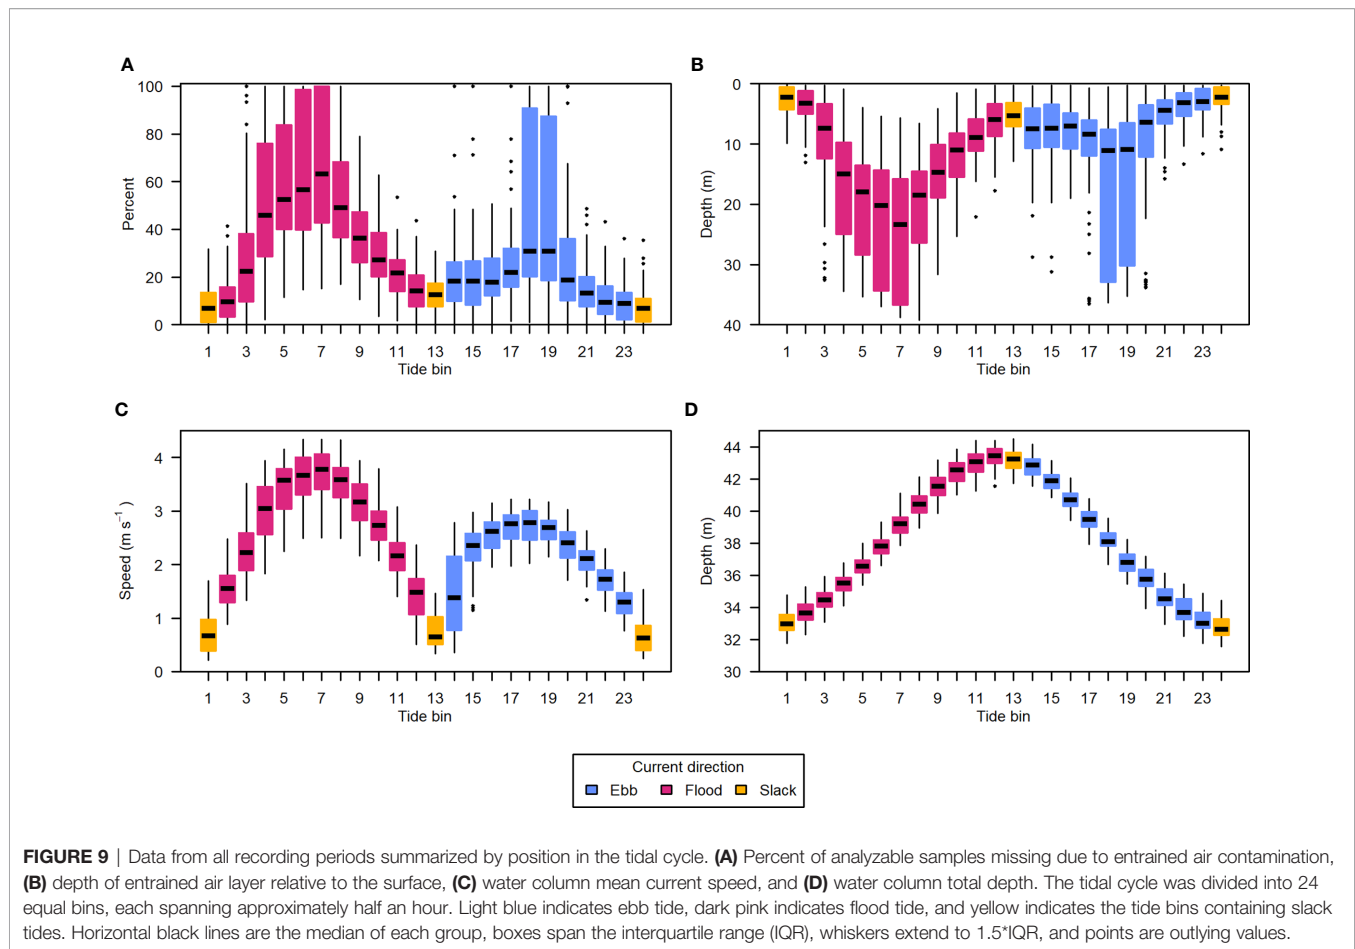 A
B
100
80
60
40
20
0
Percent
1 3 5 7 9 11 13 15 17 19 21 23
Tide bin
0
10
20
30
40
Depth (m)
1 3 5 7 9 11 13 15 17 19 21 23
Tide bin
C
D
4
3
2
1
0
Speed (m s⁻¹ )
1 3 5 7 9 11 13 15 17 19 21 23
Tide bin
44
42
40
38
36
34
32
30
Depth (m)
1 3 5 7 9 11 13 15 17 19 21 23
Tide bin
Current direction
Ebb Flood Slack
FIGURE 9 | Data from all recording periods summarized by position in the tidal cycle. (A) Percent of analyzable samples missing due to entrained air contamination,
(B) depth of entrained air layer relative to the surface, (C) water column mean current speed, and (D) water column total depth. The tidal cycle was divided into 24
equal bins, each spanning approximately half an hour. Light blue indicates ebb tide, dark pink indicates flood tide, and yellow indicates the tide bins containing slack
tides. Horizontal black lines are the median of each group, boxes span the interquartile range (IQR), whiskers extend to 1.5*IQR, and points are outlying values.